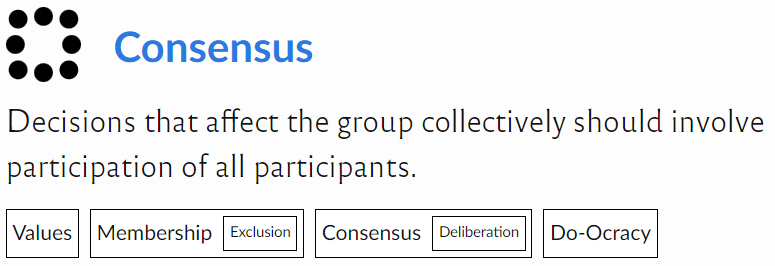 Consensus
Decisions that affect the group collectively should involve
participation of all participants.
Values Membership Exclusion Consensus Deliberation Do-Ocracy